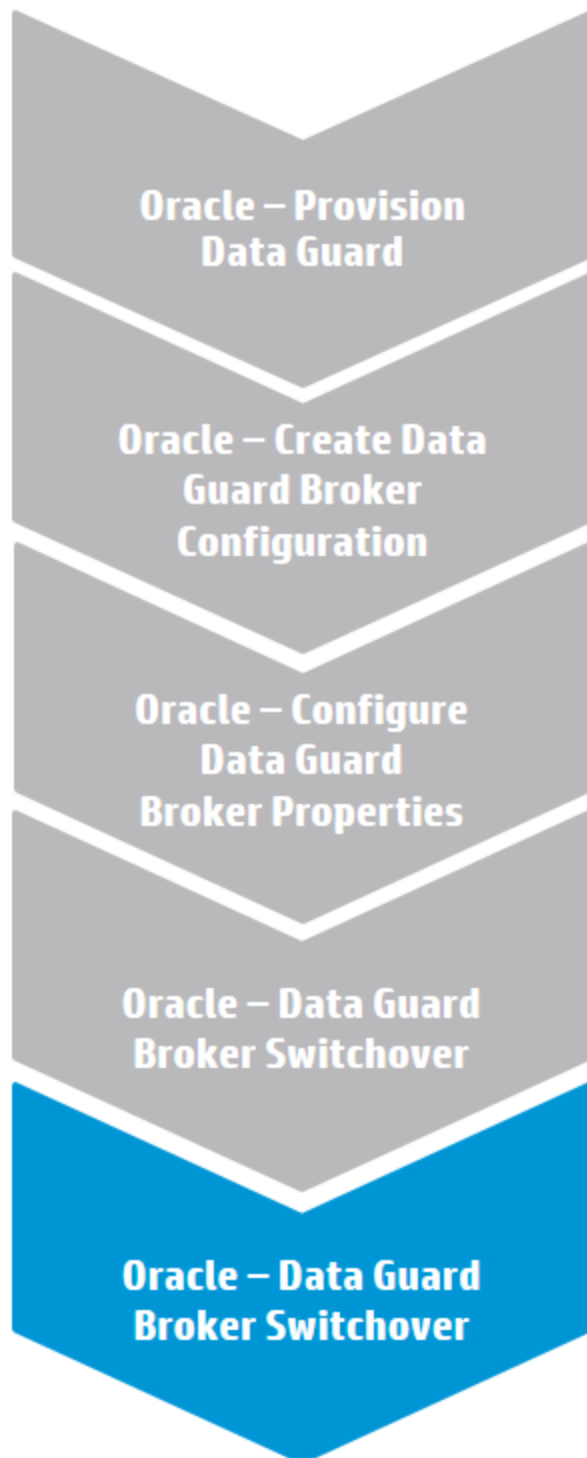 Oracle – Provision
Data Guard
Oracle – Create Data
Guard Broker
Configuration
Oracle – Configure
Data Guard
Broker Properties
Oracle – Data Guard
Broker Switchover
Oracle – Data Guard
Broker Switchover